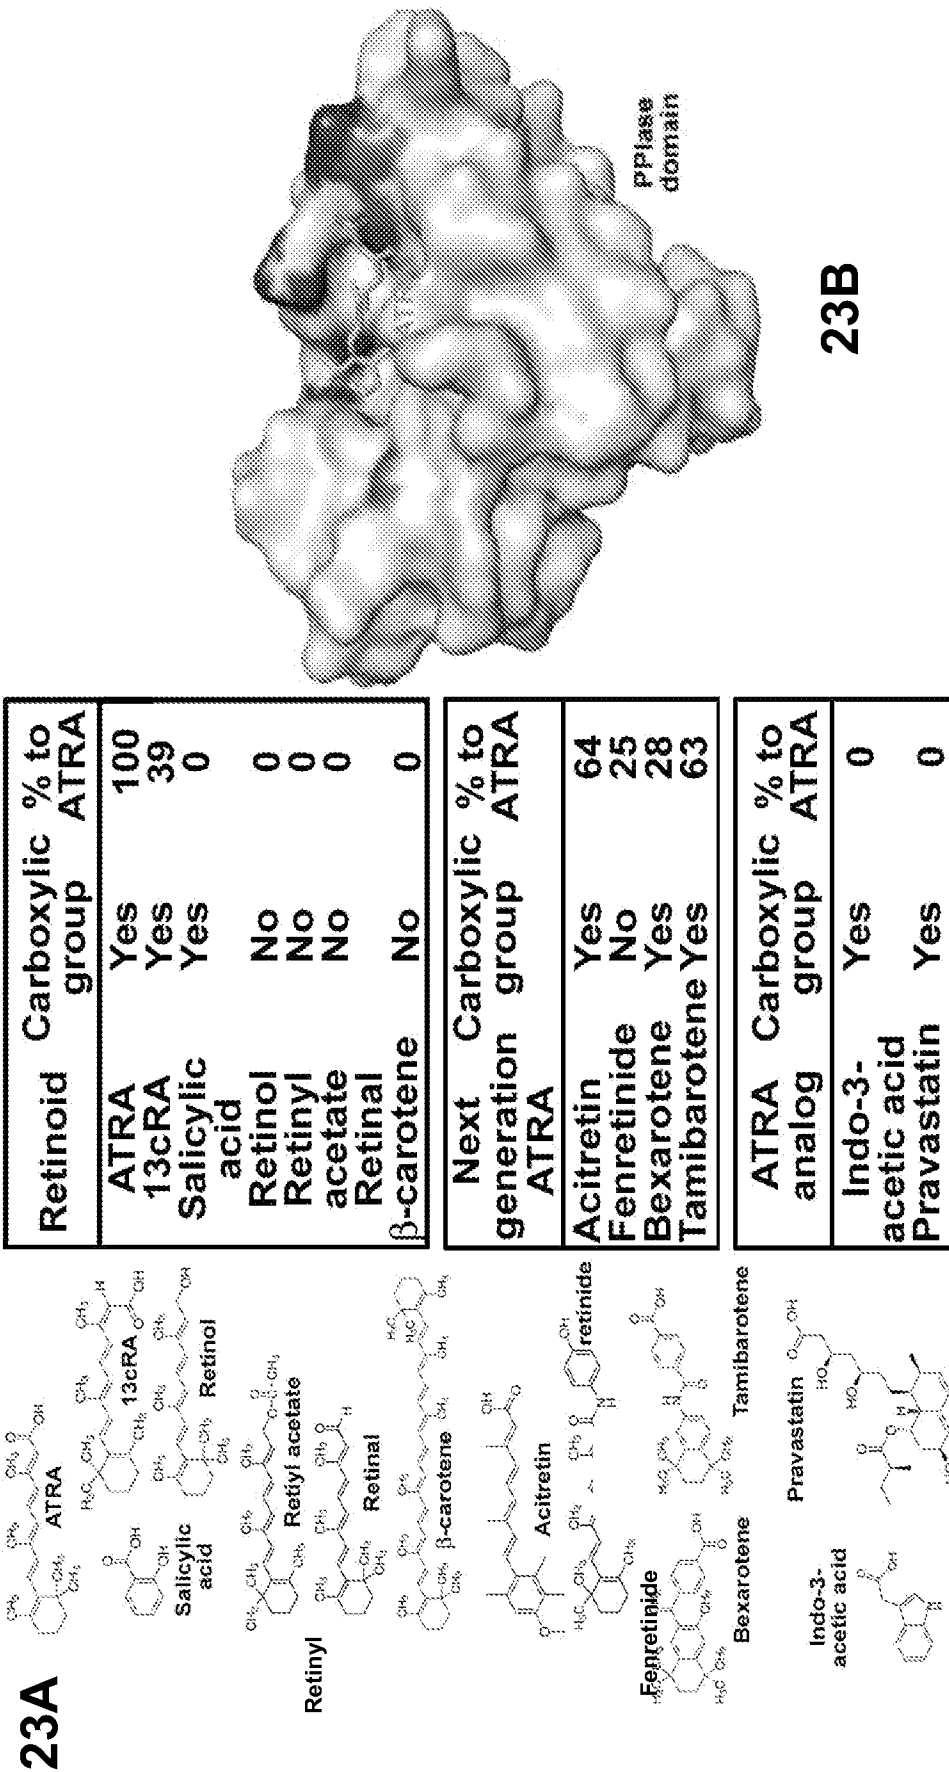 23A
ATRA
13cRA
Salicylic
acid
Retinol
Retinyl
Retiyl acetate
Retinal
β-carotene
Acitretin
Fenretinide
retinide
Bexarotene
Tamibarotene
Indo-3-
acetic acid
Pravastatin
Retinoid Carboxylic % to
group ATRA
ATRA Yes 100
13cRA Yes 39
Salicylic Yes 0
acid
Retinol No 0
Retinyl No 0
acetate No 0
Retinal
β-carotene No 0
Next Carboxylic % to
generation group ATRA
ATRA
Acitretin Yes 64
Fenretinide No 25
Bexarotene Yes 28
Tamibarotene Yes 63
ATRA Carboxylic % to
analog group ATRA
Indo-3- Yes 0
acetic acid
Pravastatin Yes 0
PPIase
domain
23B